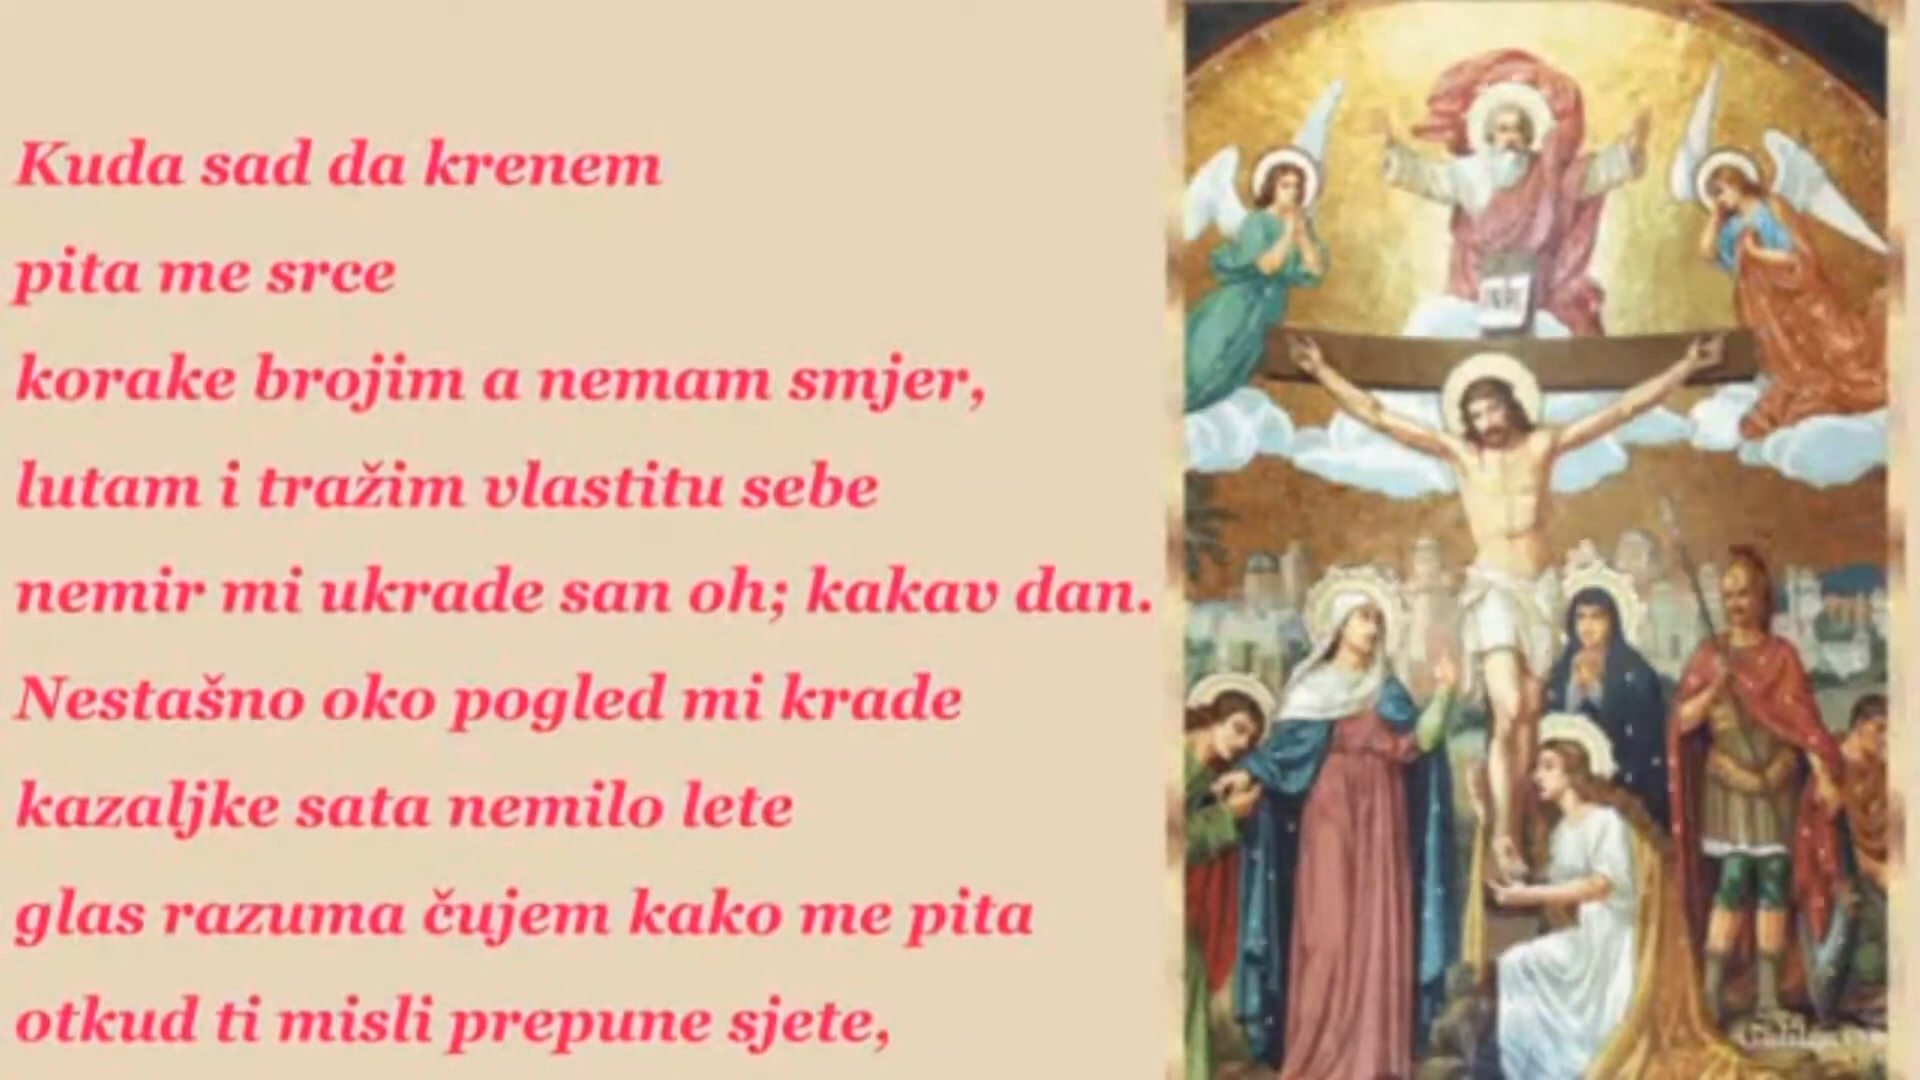 Kuda sad da krenem
pita me srce
korake brojim a nemam smjer,
lutam i tražim vlastitu sebe
nemir mi ukrade san oh; kakav dan.
Nestašno oko pogled mi krade
kazaljke sata nemilo lete
glas razuma čujem kako me pita
otkud ti misli prepune sjete,